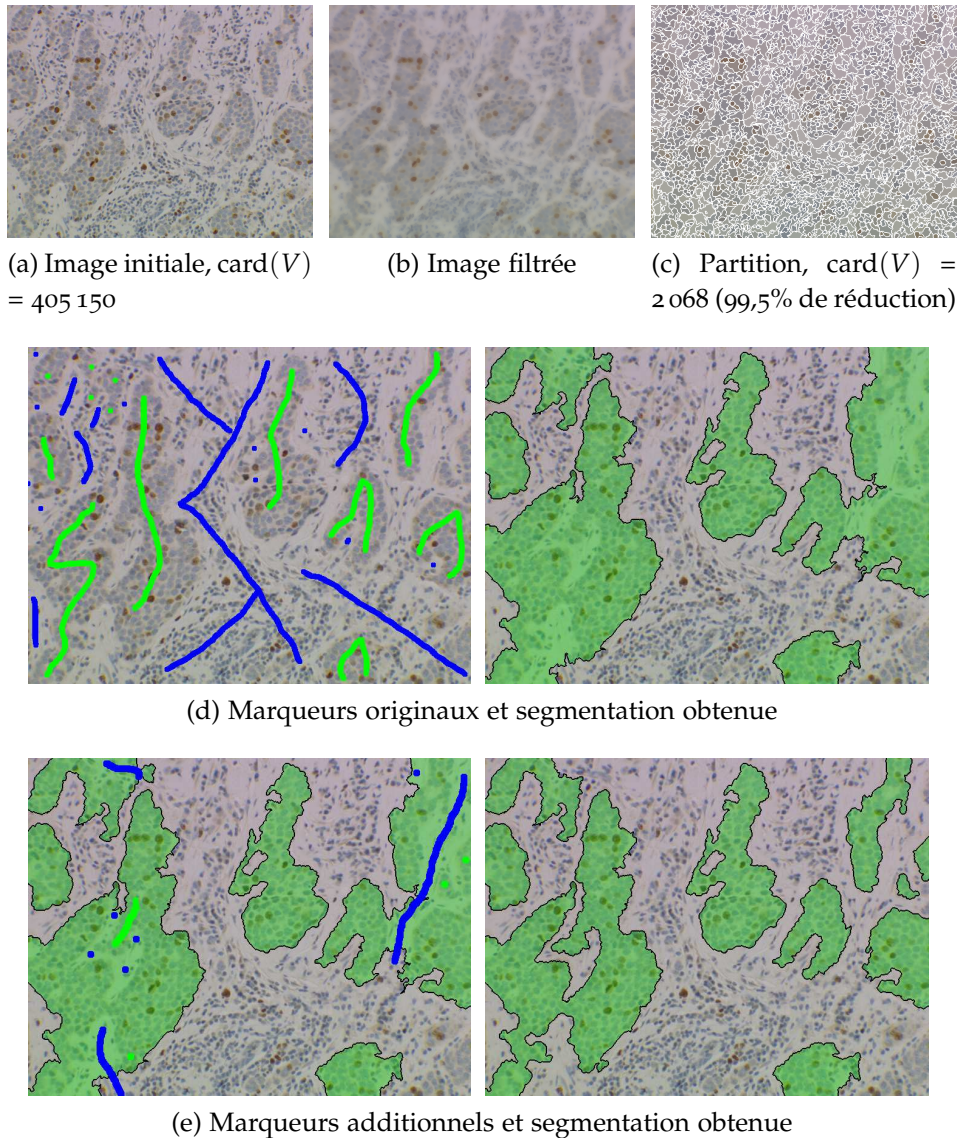 (a) Image initiale, card(V)
= 405 150
(b) Image filtrée
(c) Partition, card(V) =
2 068 (99,5% de réduction)
(d) Marqueurs originaux et segmentation obtenue
(e) Marqueurs additionnels et segmentation obtenue